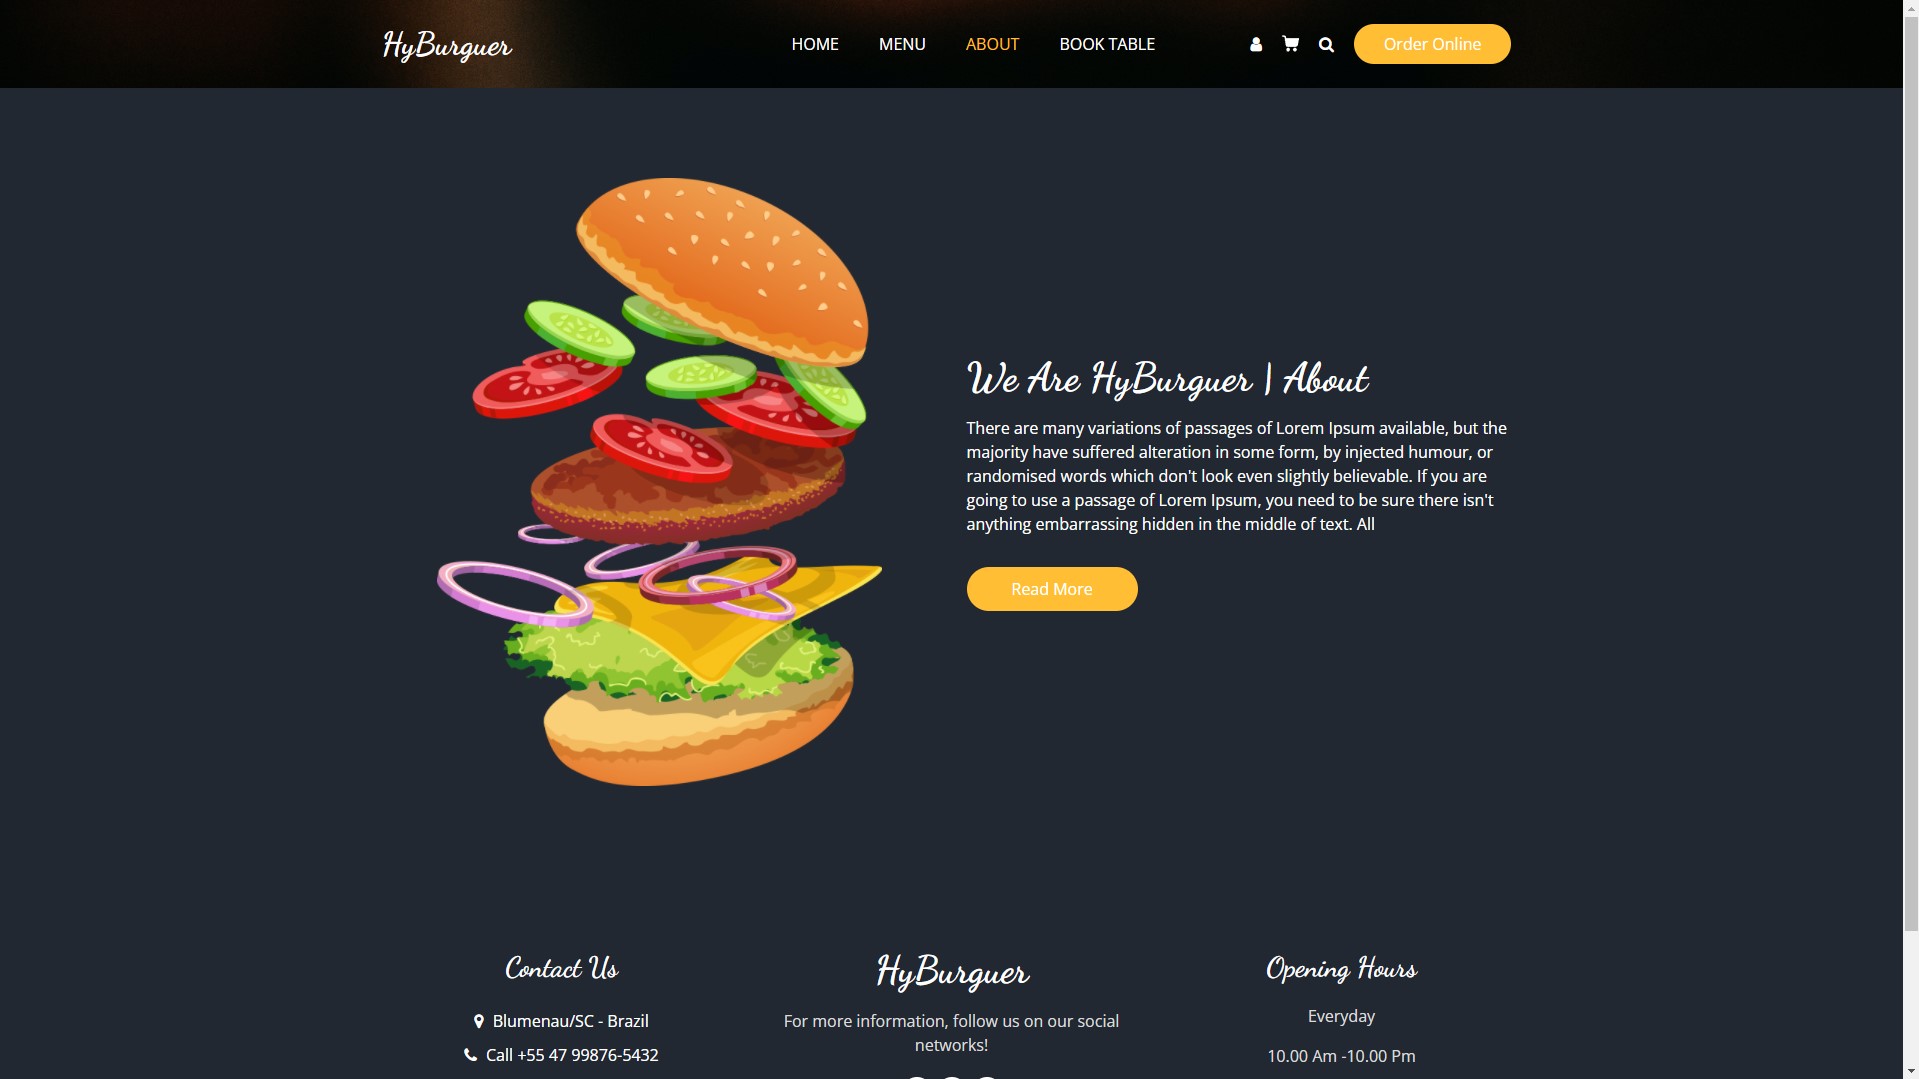 HyBurguer
HOME
MENU
ABOUT
BOOK TABLE
Order Online
We Are HyBurguer | About
There are many variations of passages of Lorem Ipsum available, but the
majority have suffered alteration in some form, by injected humour, or
randomised words which don't look even slightly believable. If you are
going to use a passage of Lorem Ipsum, you need to be sure there isn't
anything embarrassing hidden in the middle of text. All
Read More
Contact Us
Blumenau/SC - Brazil
Call +55 47 99876-5432
HyBurguer
For more information, follow us on our social
networks!
Opening Hours
Everyday
10.00 Am -10.00 Pm